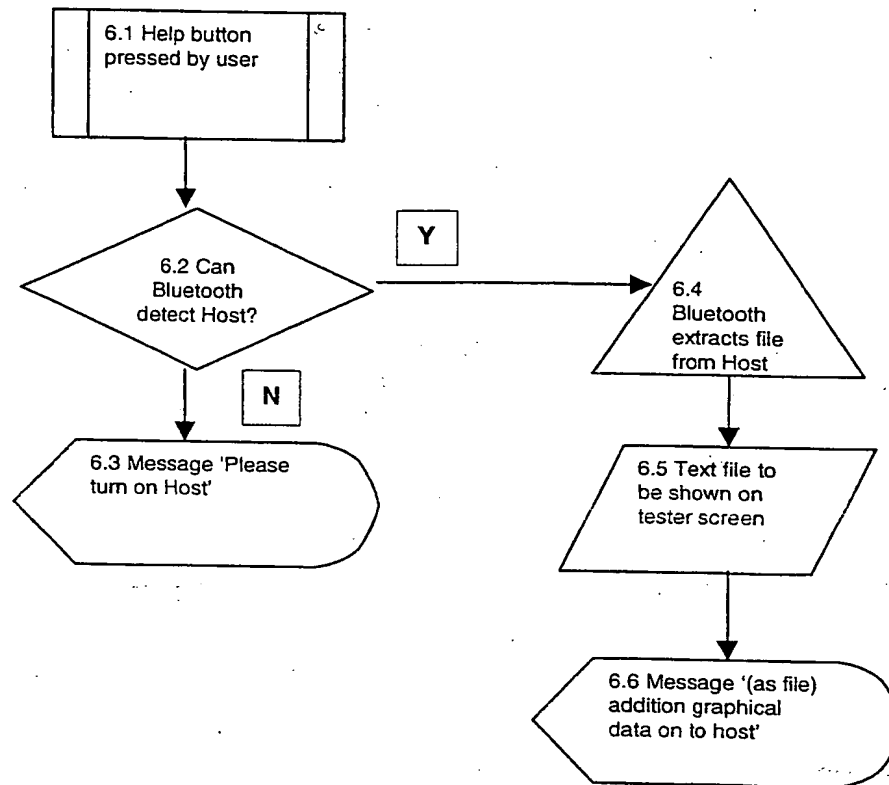 6.1 Help button
pressed by user
6.2 Can
Bluetooth
detect Host?
Y
N
6.3 Message 'Please
turn on Host'
6.4
Bluetooth
extracts file
from Host
6.5 Text file to
be shown on
tester screen
6.6 Message '(as file)
addition graphical
data on to host'